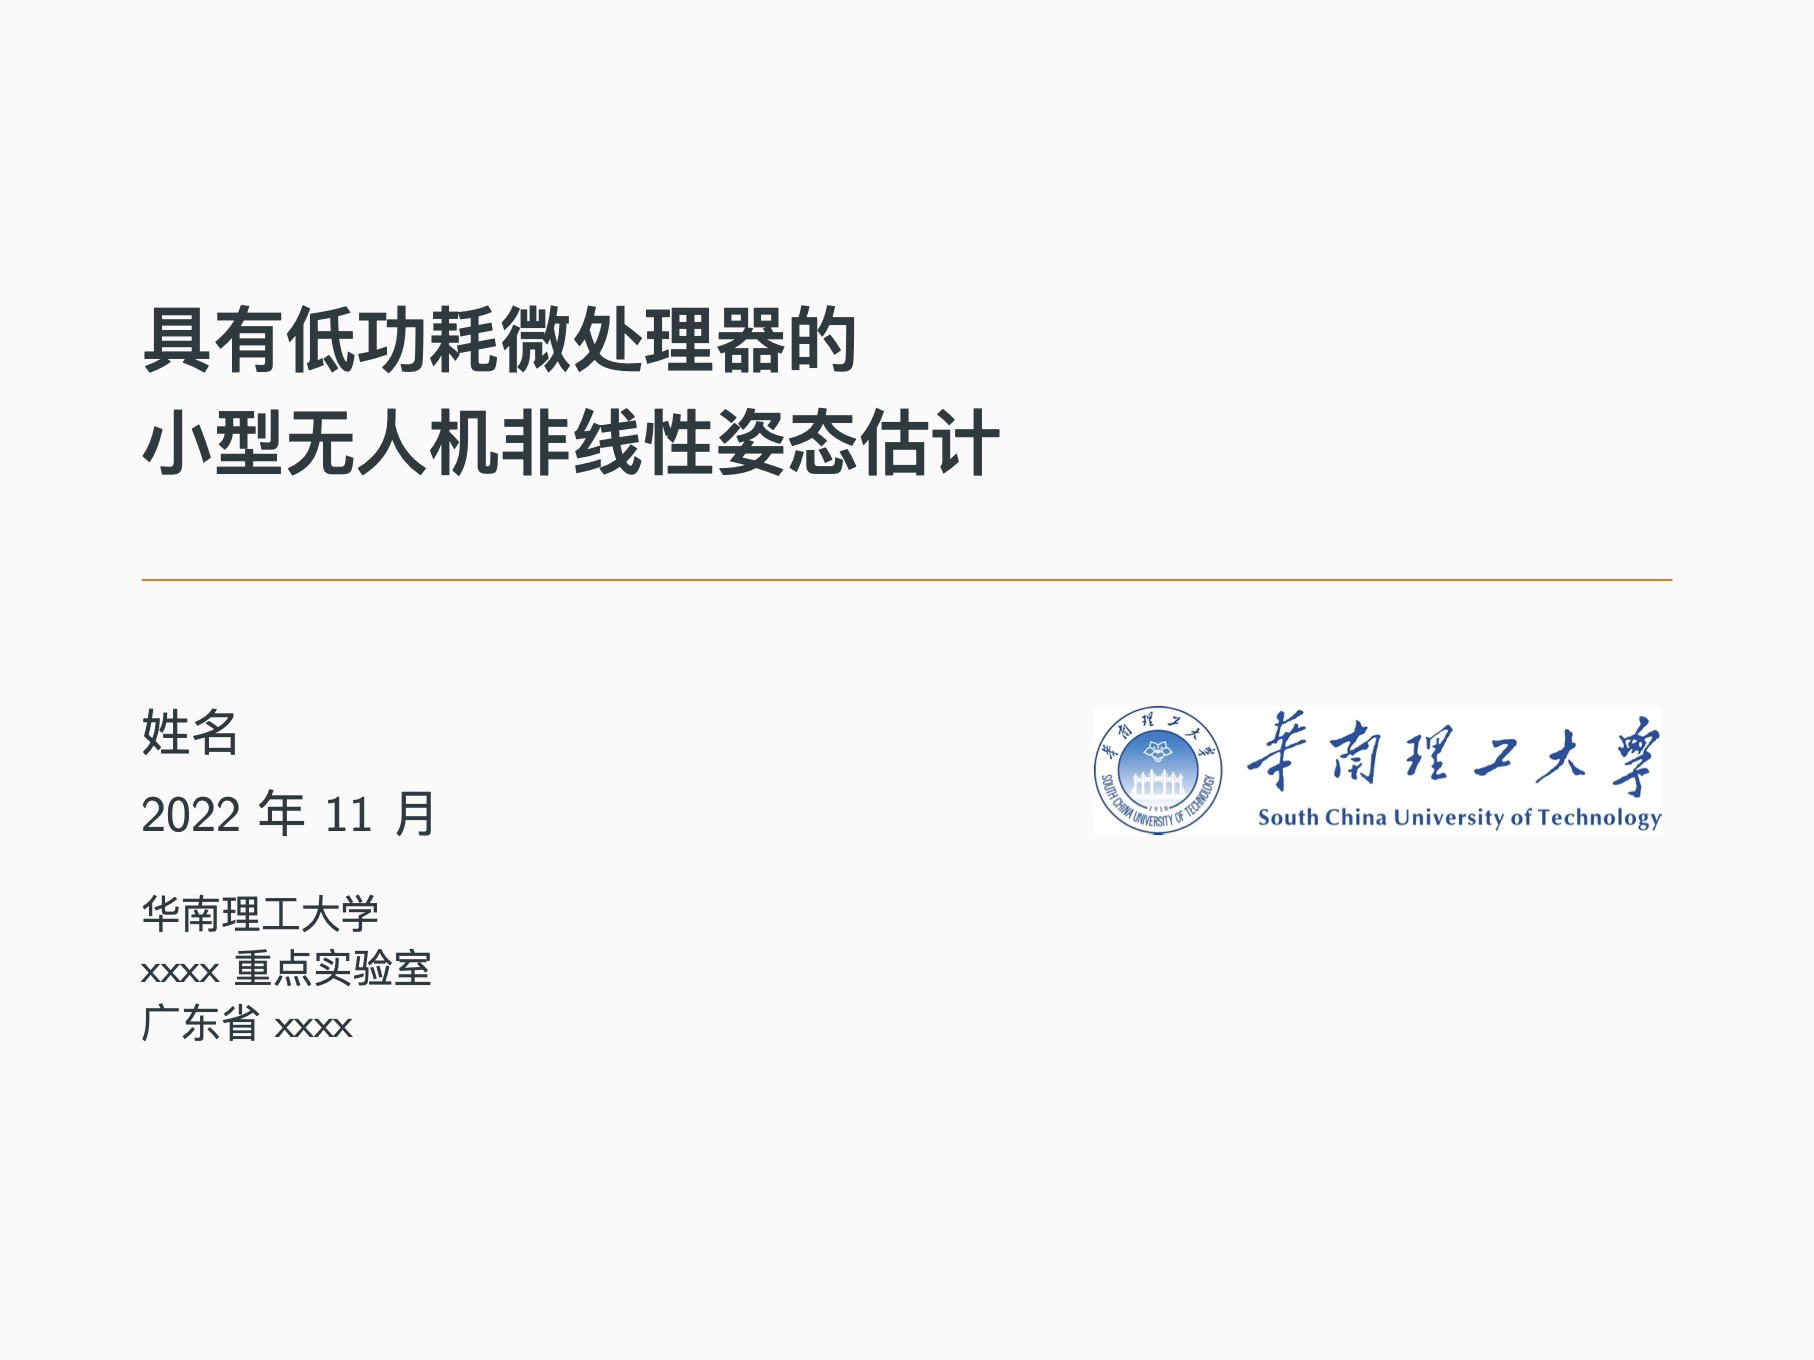 具有低功耗微处理器的
小型无人机非线性姿态估计
姓名
2022 年 11 月
華南理工大學
SOUTH CHINA UNIVERSITY OF TECHNOLOGY
1918
華南理工大學
South China University of Technology
华南理工大学
xxxx 重点实验室
广东省 xxxx